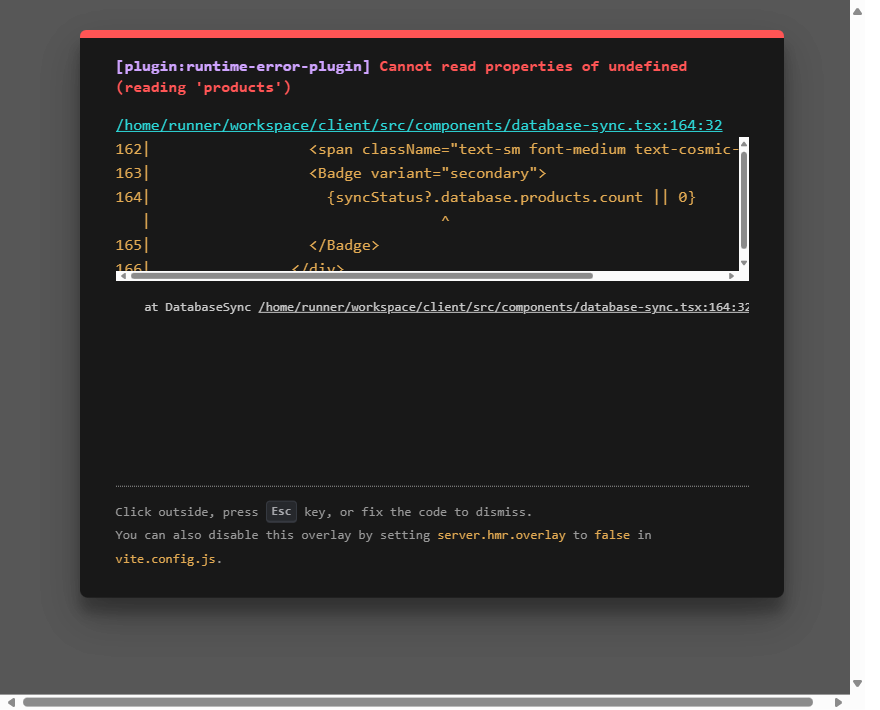 [plugin:runtime-error-plugin] Cannot read properties of undefined
(reading 'products')
/home/runner/workspace/client/src/components/database-sync.tsx:164:32
162|                  <span className="text-sm font-medium text-cosmic-
163|                  <Badge variant="secondary">
164|                    {syncStatus?.database.products.count || 0}
   |                                 ^
165|                  </Badge>
166|                </div>
at DatabaseSync /home/runner/workspace/client/src/components/database-sync.tsx:164:32
Click outside, press Esc key, or fix the code to dismiss.
You can also disable this overlay by setting server.hmr.overlay to false in
vite.config.js.